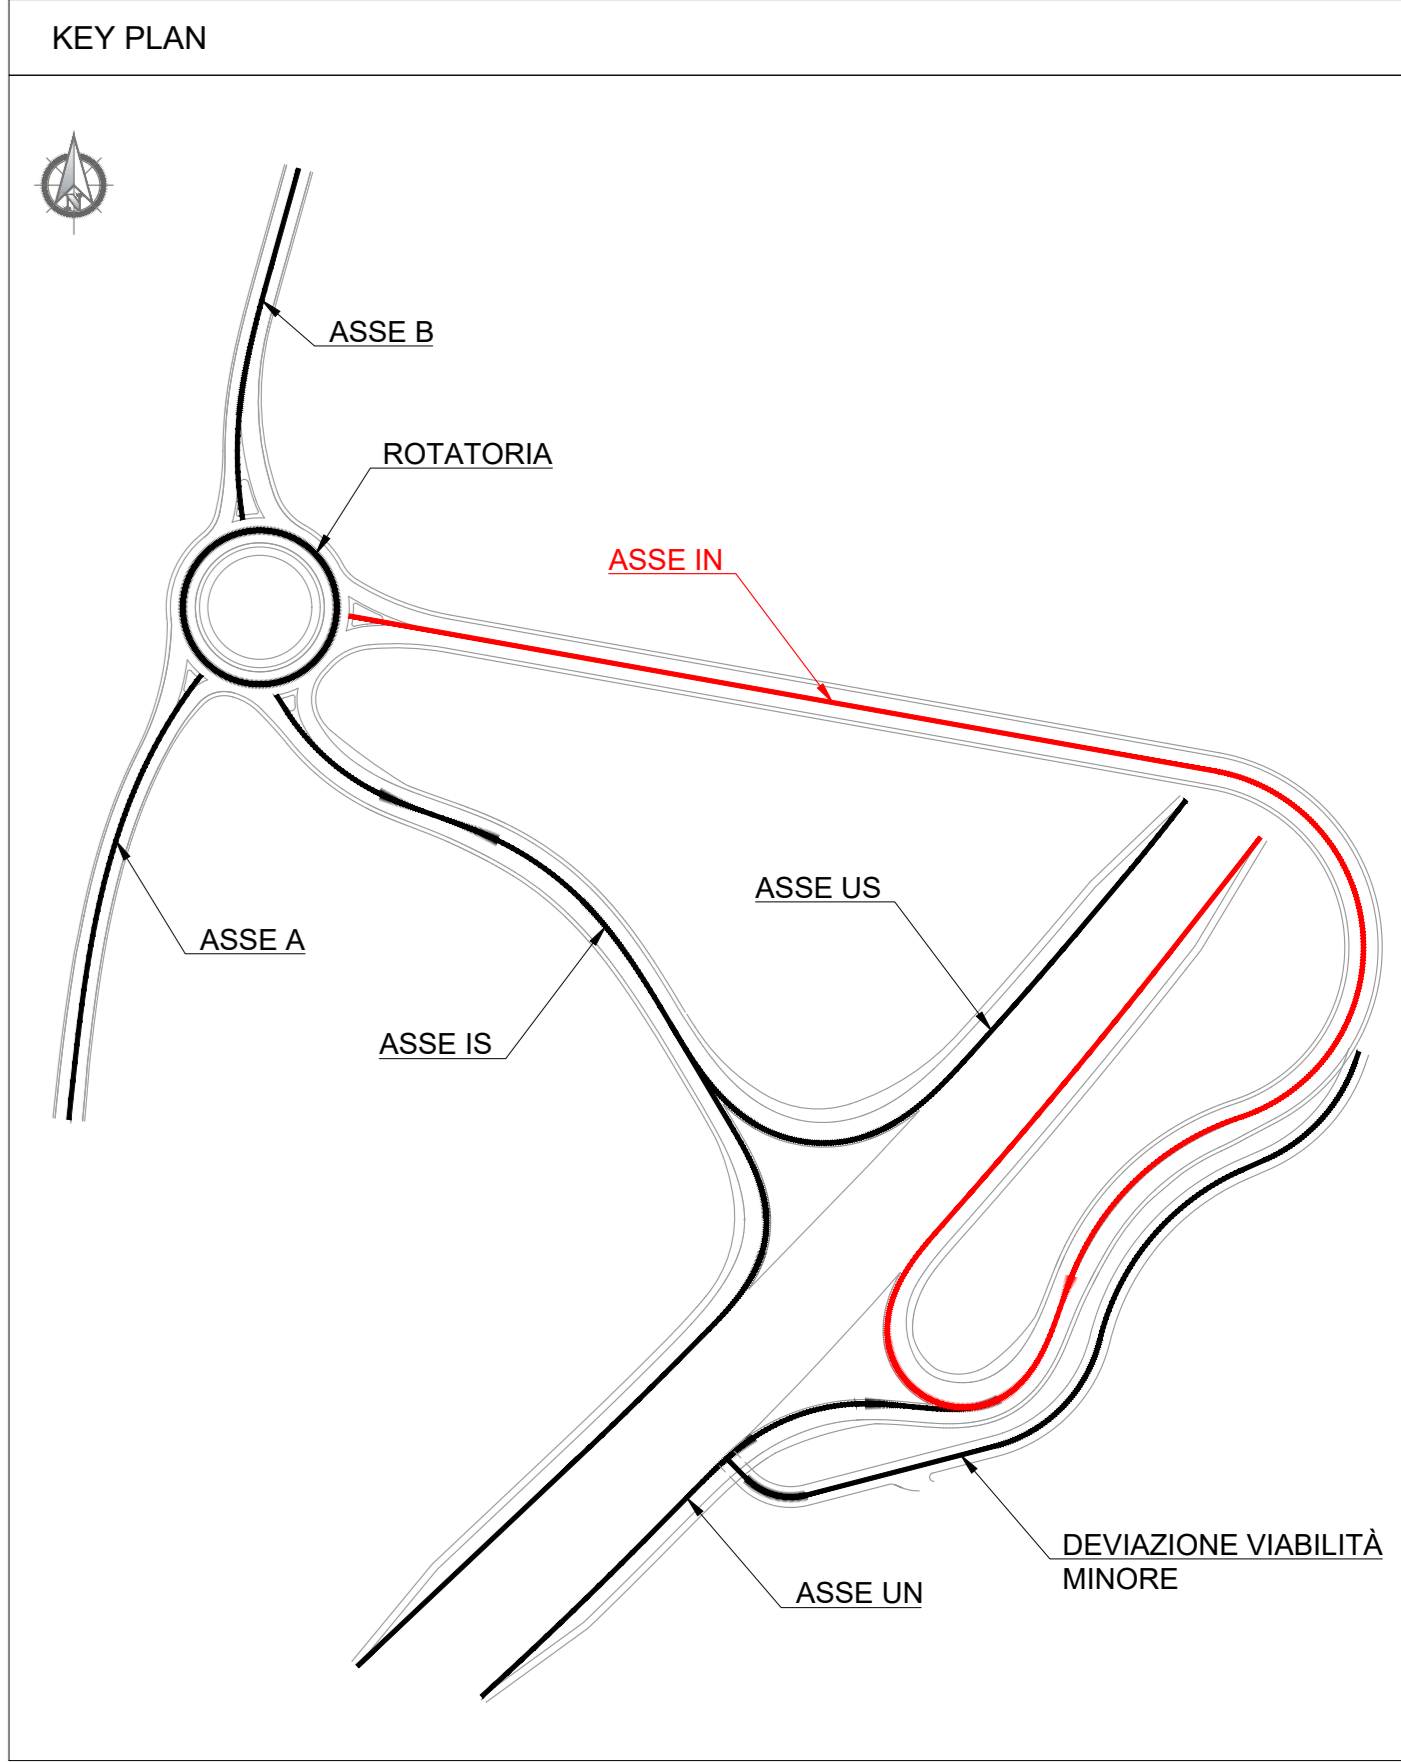 KEY PLAN
N
ASSE B
ROTATORIA
ASSE IN
ASSE US
ASSE A
ASSE IS
DEVIAZIONE VIABILITÀ
MINORE
ASSE UN